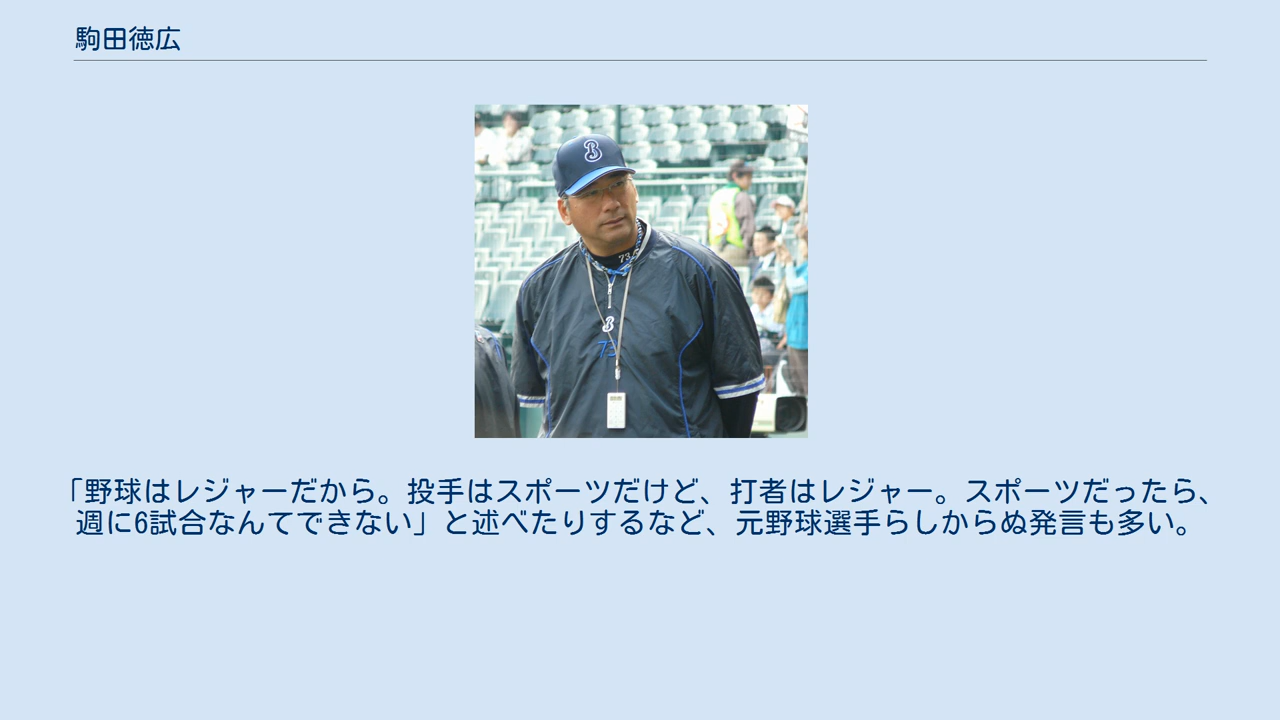 駒田徳広
B
73
B
73
「野球はレジャーだから。投手はスポーツだけど、打者はレジャー。スポーツだったら、
週に6試合なんてできない」と述べたりするなど、元野球選手らしからぬ発言も多い。